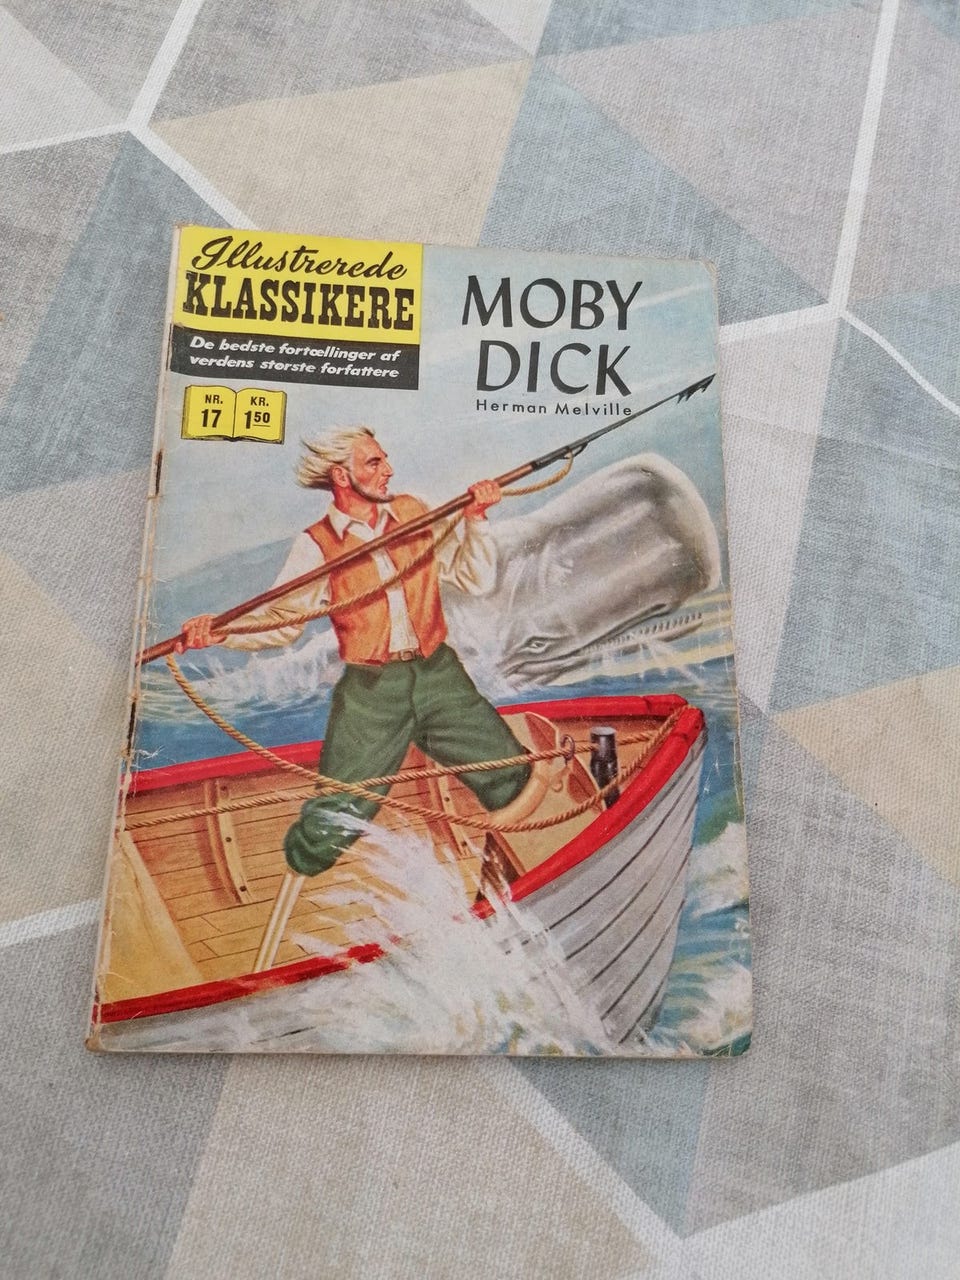 Illustrerede
KLASSIKERE
De bedste fortællinger af
verdens største forfattere
NR.
17
KR.
1 50
MOBY
DICK
Herman Melville